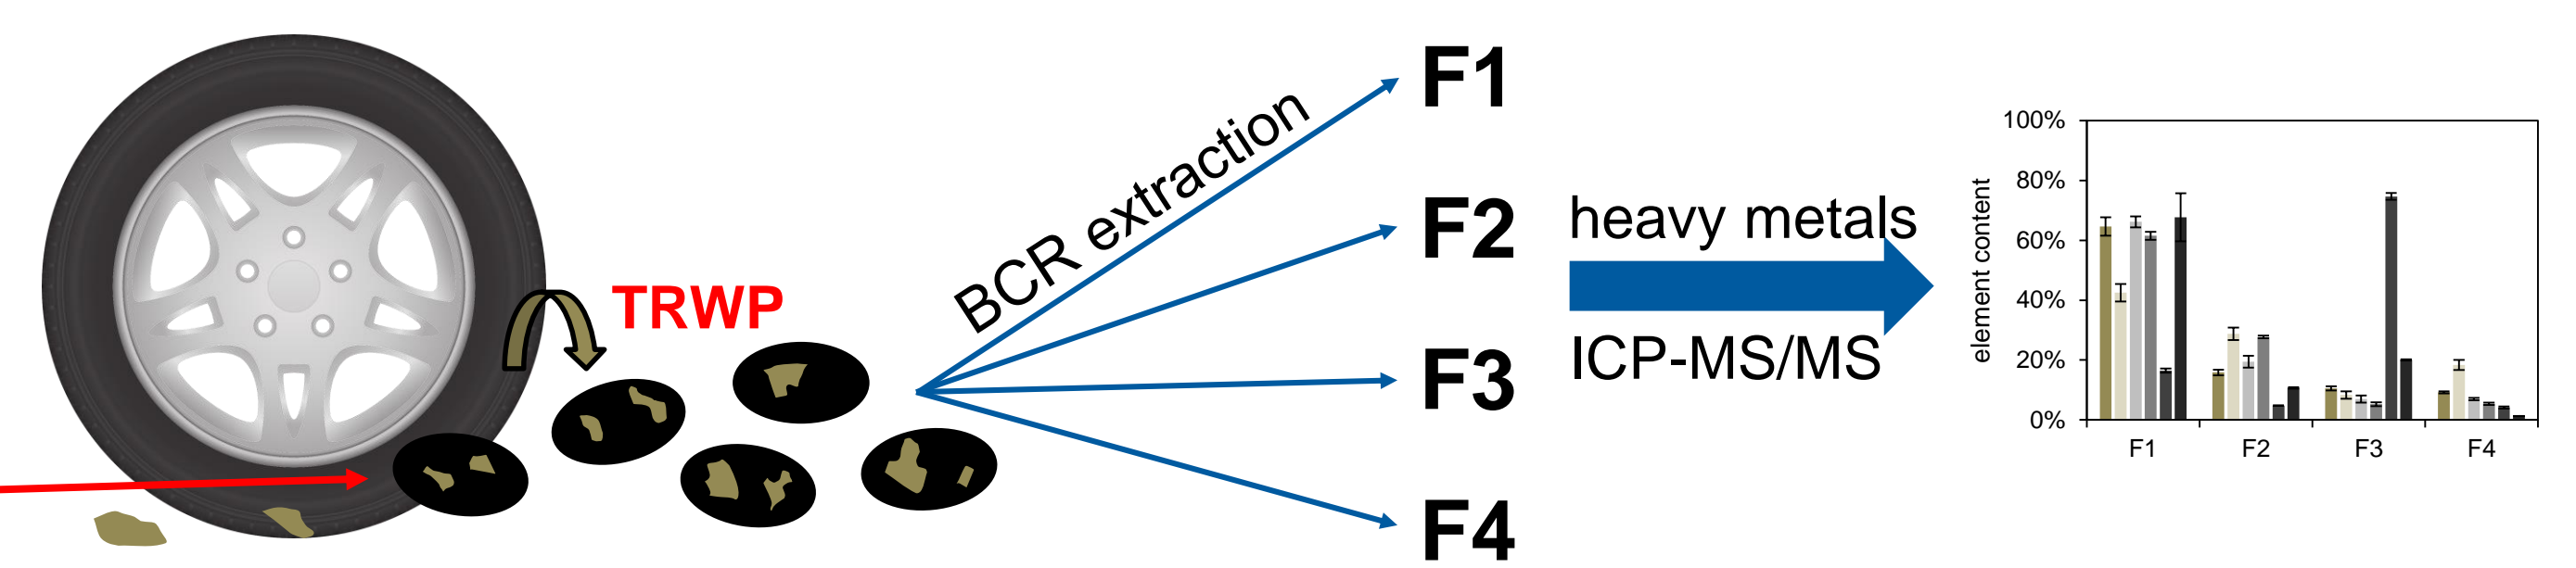 TRWP
BCR extraction
F1
F2
F3
F4
heavy metals
ICP-MS/MS
element content
100%
80%
60%
40%
20%
0%
F1 F2 F3 F4